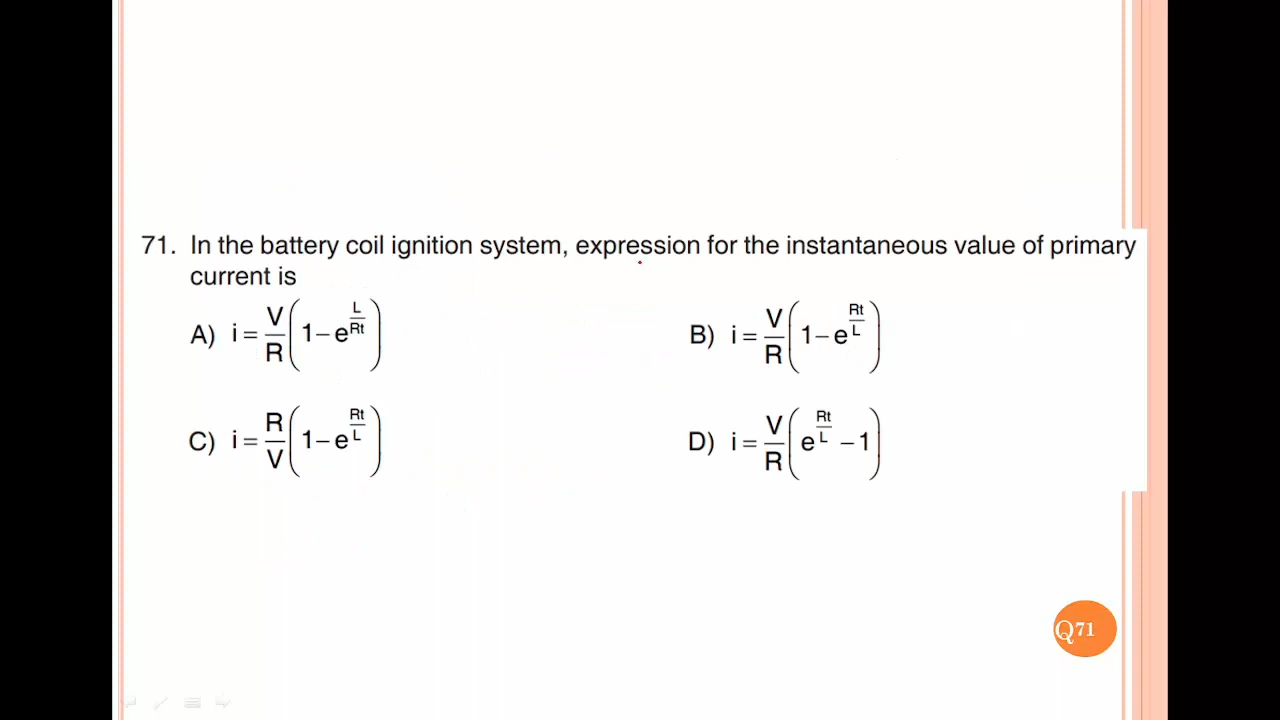 71. In the battery coil ignition system, expression for the instantaneous value of primary
current is
A) i = V/R (1 − e^(L/Rt)) B) i = V/R (1 − e^(Rt/L))
C) i = R/V (1 − e^(Rt/L)) D) i = V/R (e^(Rt/L) − 1)
Q71